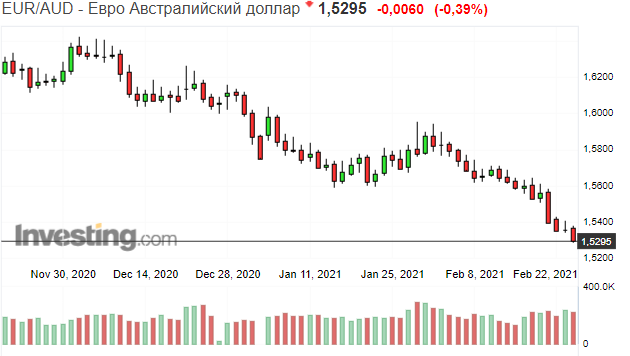 EUR/AUD - Евро Австралийский доллар 1,5295 -0,0060 (-0,39%)
1,6200
1,6000
1,5800
1,5600
1,5400
Investing.com
1,5295
1,5200
Nov 30, 2020 Dec 14, 2020 Dec 28, 2020 Jan 11, 2021 Jan 25, 2021 Feb 8, 2021 Feb 22, 2021
400.0K
0.00